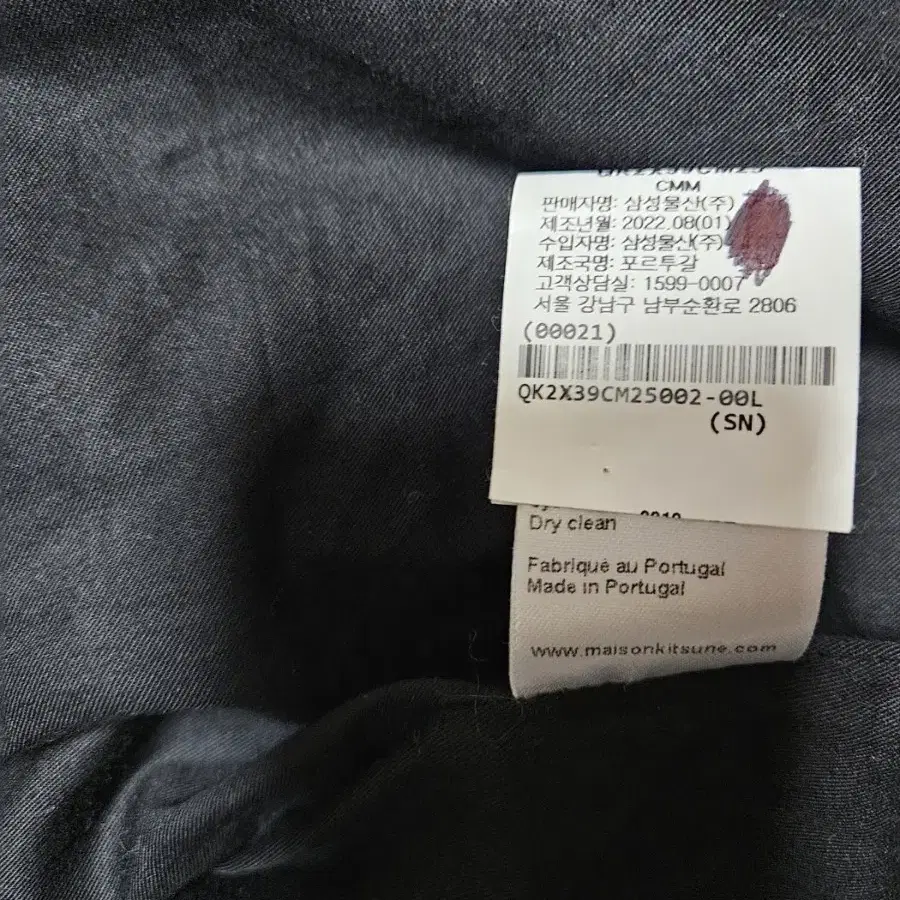 QK2X39CM25
CMM
판매자명: 삼성물산(주)
제조년월: 2022.08(01)
수입자명: 삼성물산(주)
제조국명: 포르투갈
고객상담실: 1599-0007
서울 강남구 남부순환로 2806
(00021)
QK2X39CM25002-00L
(SN)
Dry clean
Fabriqué au Portugal
Made in Portugal
www.maisonkitsune.com